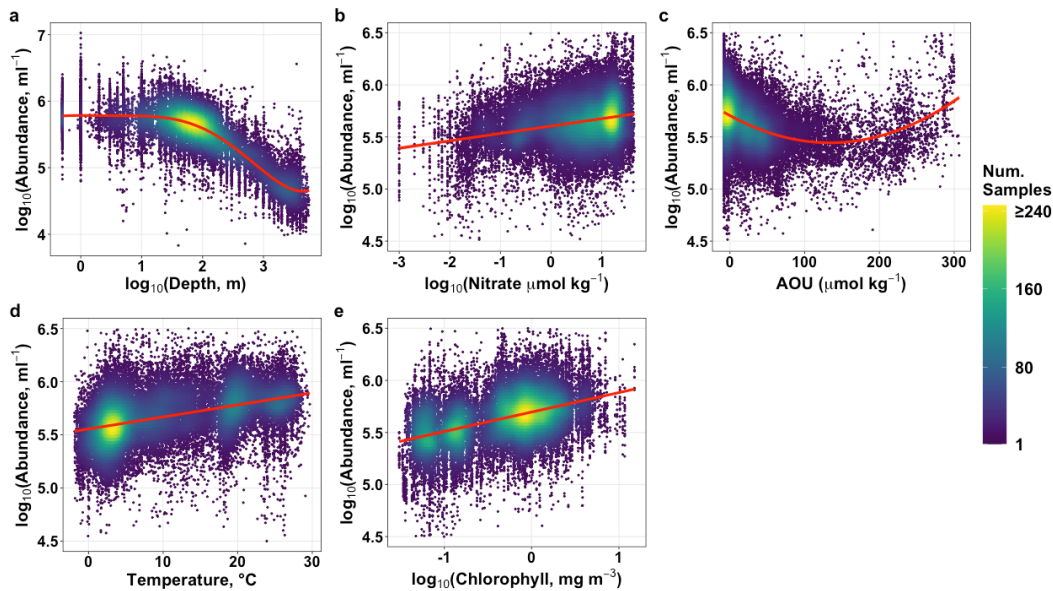 a
7
6
5
4
log₁₀(Abundance, ml⁻¹)
0
1
2
3
log₁₀(Depth, m)
b
6.5
6.0
5.5
5.0
4.5
log₁₀(Abundance, ml⁻¹)
-3
-2
-1
0
1
log₁₀(Nitrate μmol kg⁻¹)
c
6.5
6.0
5.5
5.0
4.5
log₁₀(Abundance, ml⁻¹)
0
100
200
300
AOU (μmol kg⁻¹)
Num.
Samples
≥240
160
80
1
d
6.5
6.0
5.5
5.0
4.5
log₁₀(Abundance, ml⁻¹)
0
10
20
30
Temperature, °C
e
6.5
6.0
5.5
5.0
4.5
log₁₀(Abundance, ml⁻¹)
-1
0
1
log₁₀(Chlorophyll, mg m⁻³)